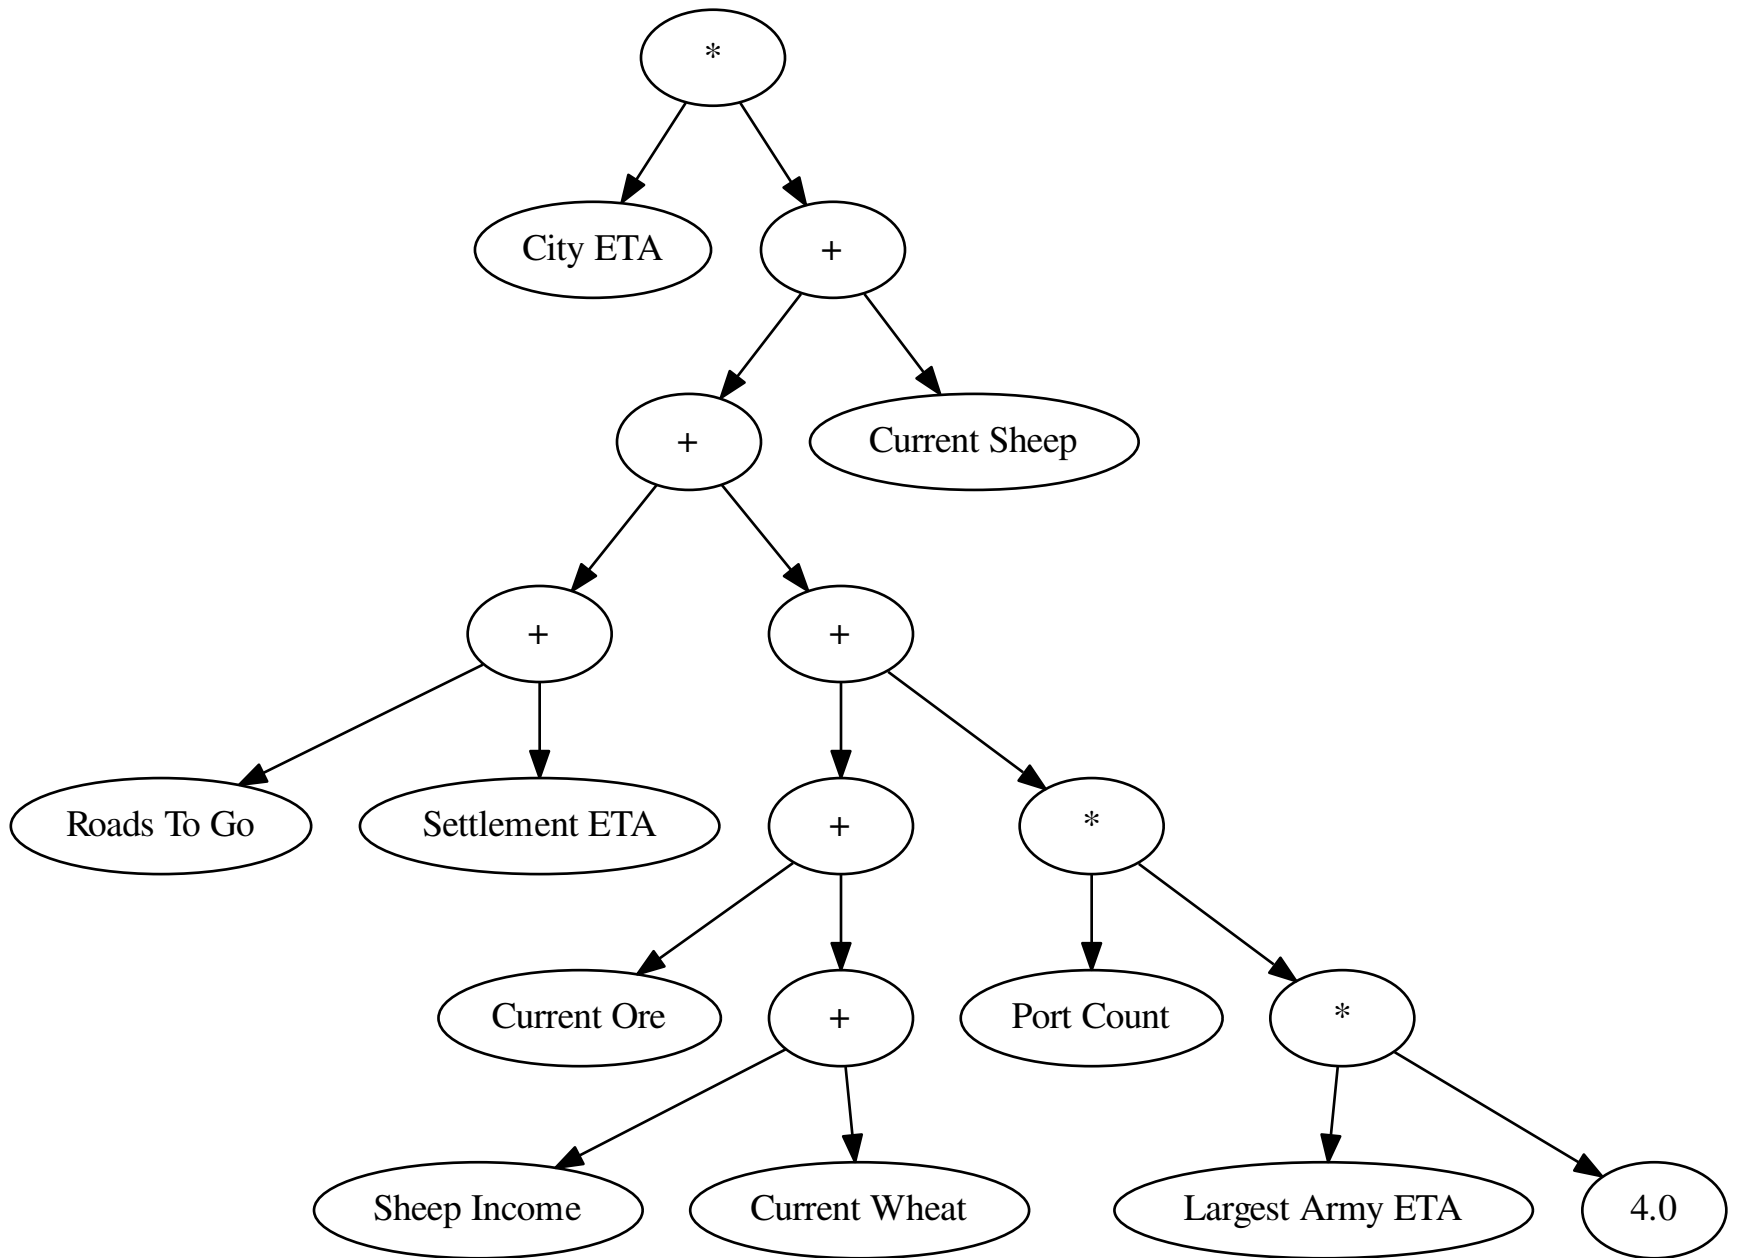 *
City ETA
+
+
Current Sheep
+
+
Roads To Go
Settlement ETA
+
*
Current Ore
+
Port Count
*
Sheep Income
Current Wheat
Largest Army ETA
4.0